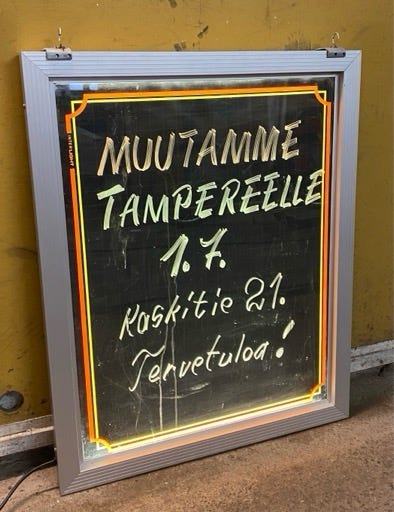 MUUTAMME
TAMPEREELLE
1.7.
Kaskitie 21.
Tervetuloa!